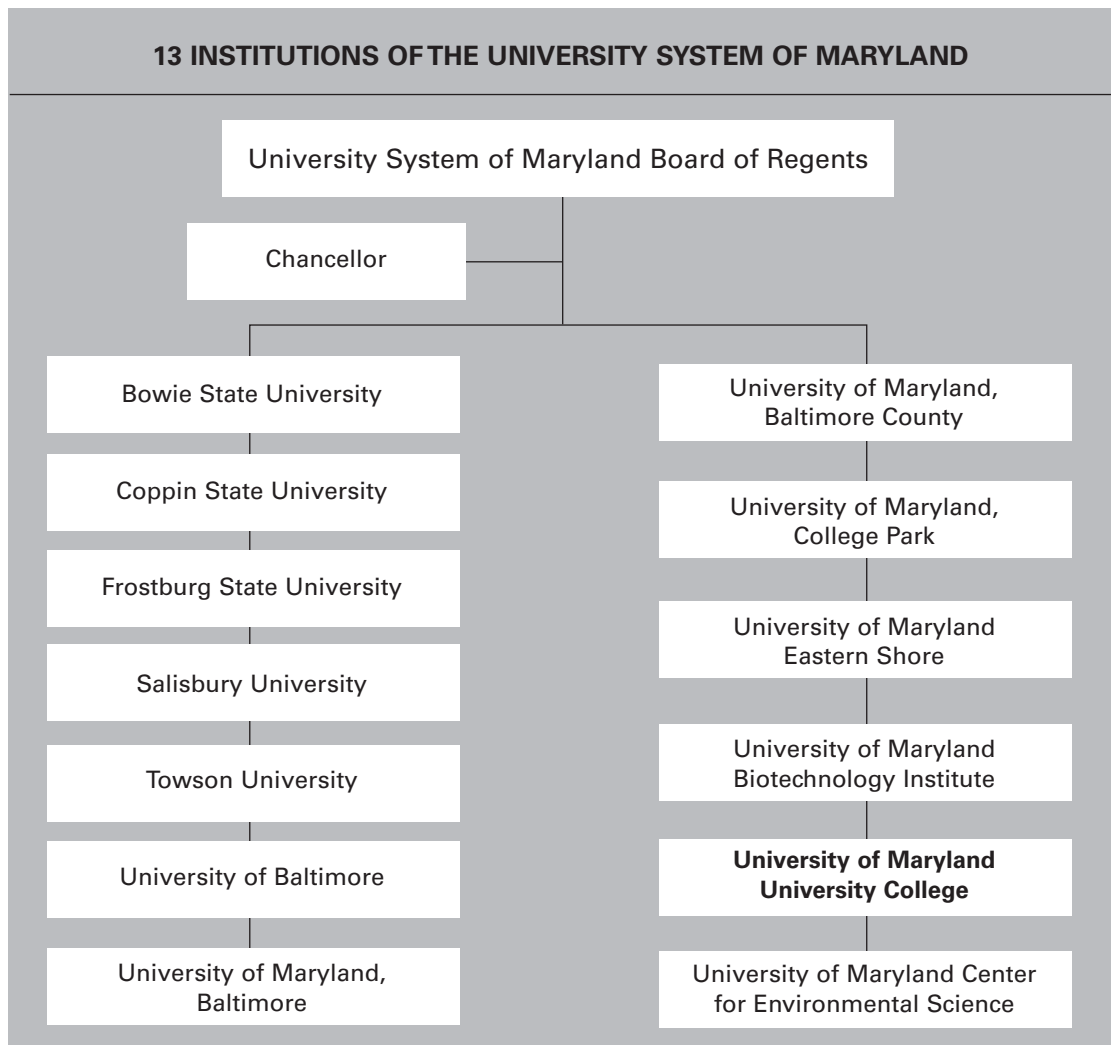 13 INSTITUTIONS OF THE UNIVERSITY SYSTEM OF MARYLAND
University System of Maryland Board of Regents
Chancellor
Bowie State University
Coppin State University
Frostburg State University
Salisbury University
Towson University
University of Baltimore
University of Maryland,
Baltimore
University of Maryland,
Baltimore County
University of Maryland,
College Park
University of Maryland
Eastern Shore
University of Maryland
Biotechnology Institute
University of Maryland
University College
University of Maryland Center
for Environmental Science